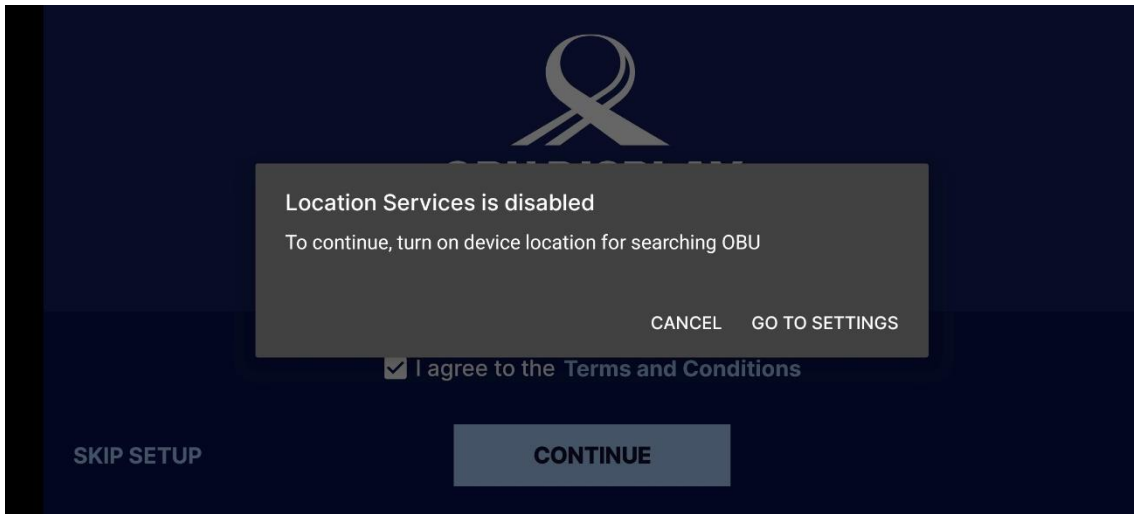 Location Services is disabled
To continue, turn on device location for searching OBU
CANCEL GO TO SETTINGS
I agree to the Terms and Conditions
SKIP SETUP CONTINUE